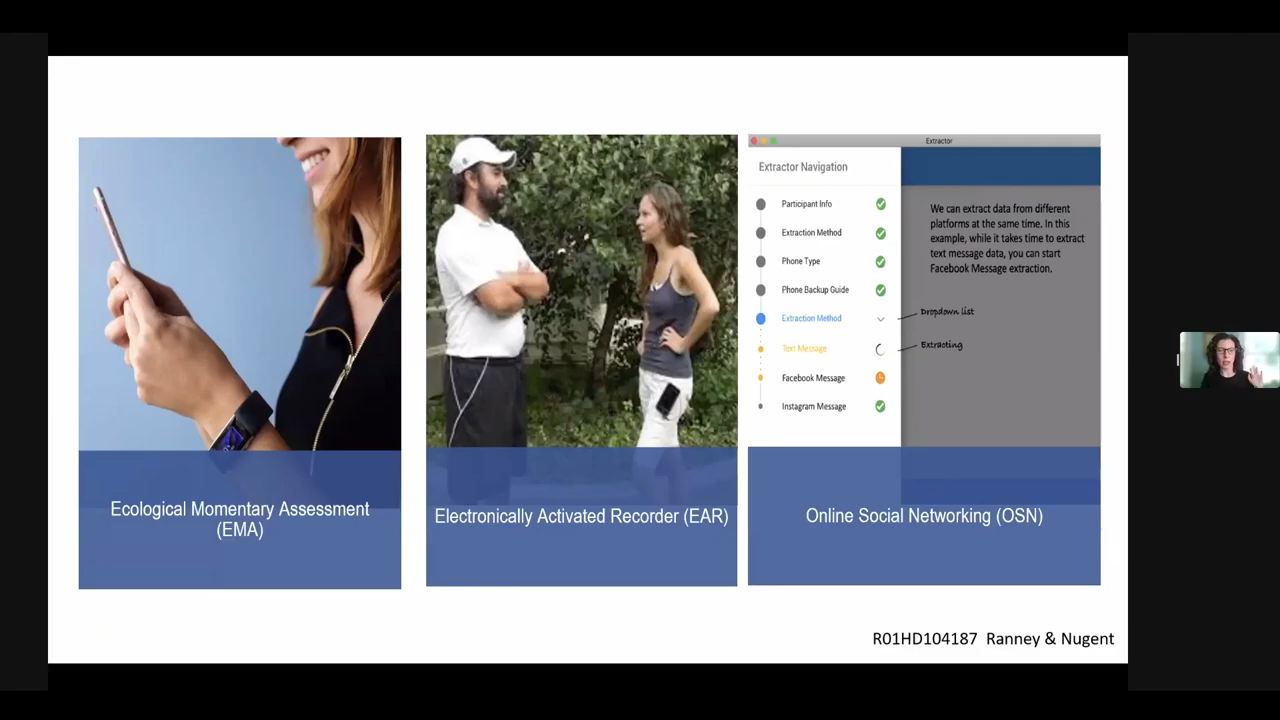 Ecological Momentary Assessment
(EMA)
Electronically Activated Recorder (EAR)
Extractor
Extractor Navigation
Participant Info
Extraction Method
Phone Type
Phone Backup Guide
Extraction Method
Text Message
Facebook Message
Instagram Message
We can extract data from different
platforms at the same time. In this
example, while it takes time to extract
text message data, you can start
Facebook Message extraction.
Dropdown list
Extracting
Online Social Networking (OSN)
R01HD104187 Ranney & Nugent